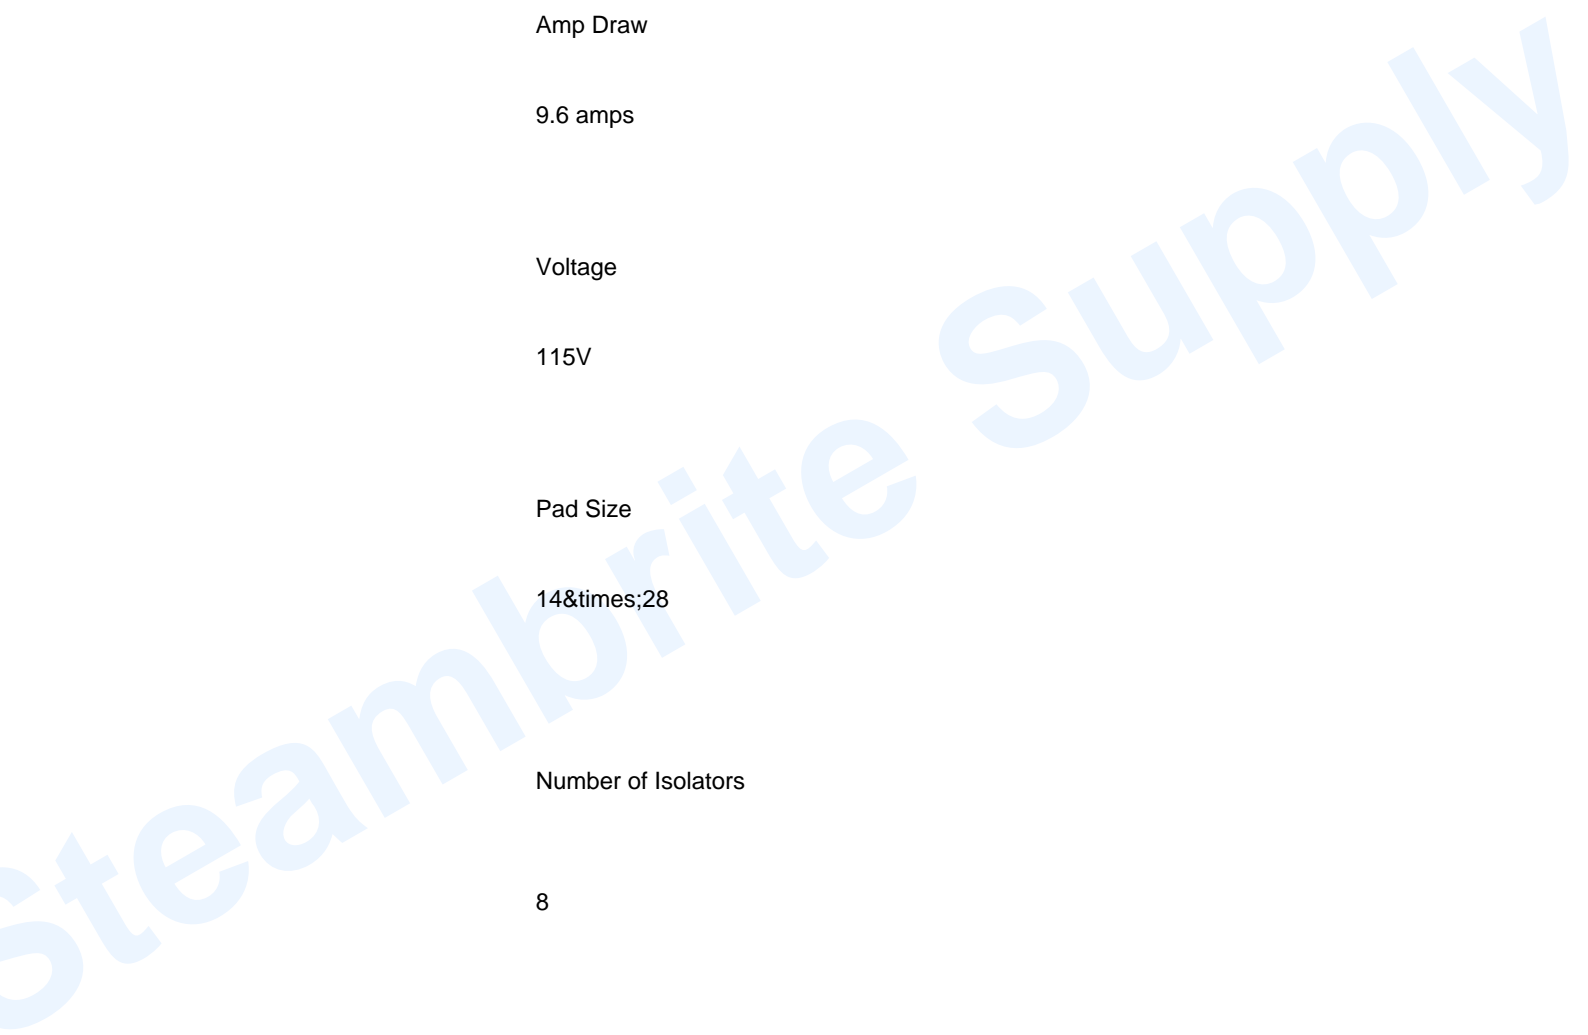 Amp Draw
9.6 amps
Voltage
115V
Pad Size
14&times;28
Number of Isolators
8
Steambrite Supply